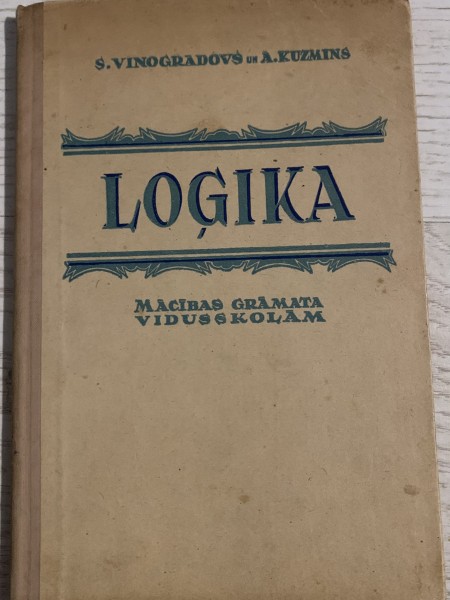 S. VINOGRADOVS UN A. KUZMINS
LOĢIKA
MĀCĪBAS GRĀMATA
VIDUSSKOLĀM